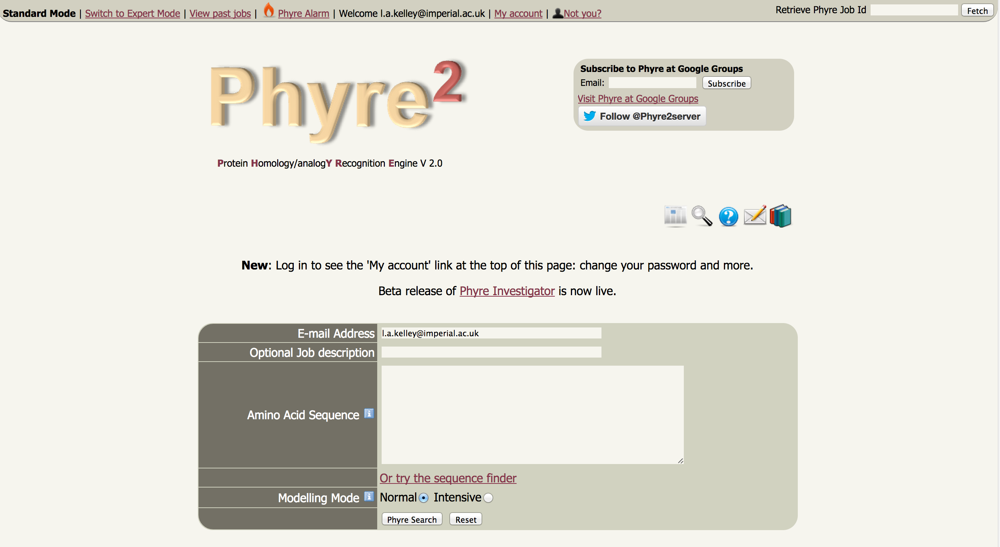 Standard Mode | Switch to Expert Mode | View past jobs | Phyre Alarm | Welcome l.a.kelley@imperial.ac.uk | My account | Not you?
Retrieve Phyre Job Id Fetch
Phyre2
Protein Homology/analogY Recognition Engine V 2.0
Subscribe to Phyre at Google Groups
Email: Subscribe
Visit Phyre at Google Groups
Follow @Phyre2server
New: Log in to see the 'My account' link at the top of this page: change your password and more.
Beta release of Phyre Investigator is now live.
E-mail Address l.a.kelley@imperial.ac.uk
Optional Job description
Amino Acid Sequence
Or try the sequence finder
Modelling Mode Normal Intensive
Phyre Search Reset